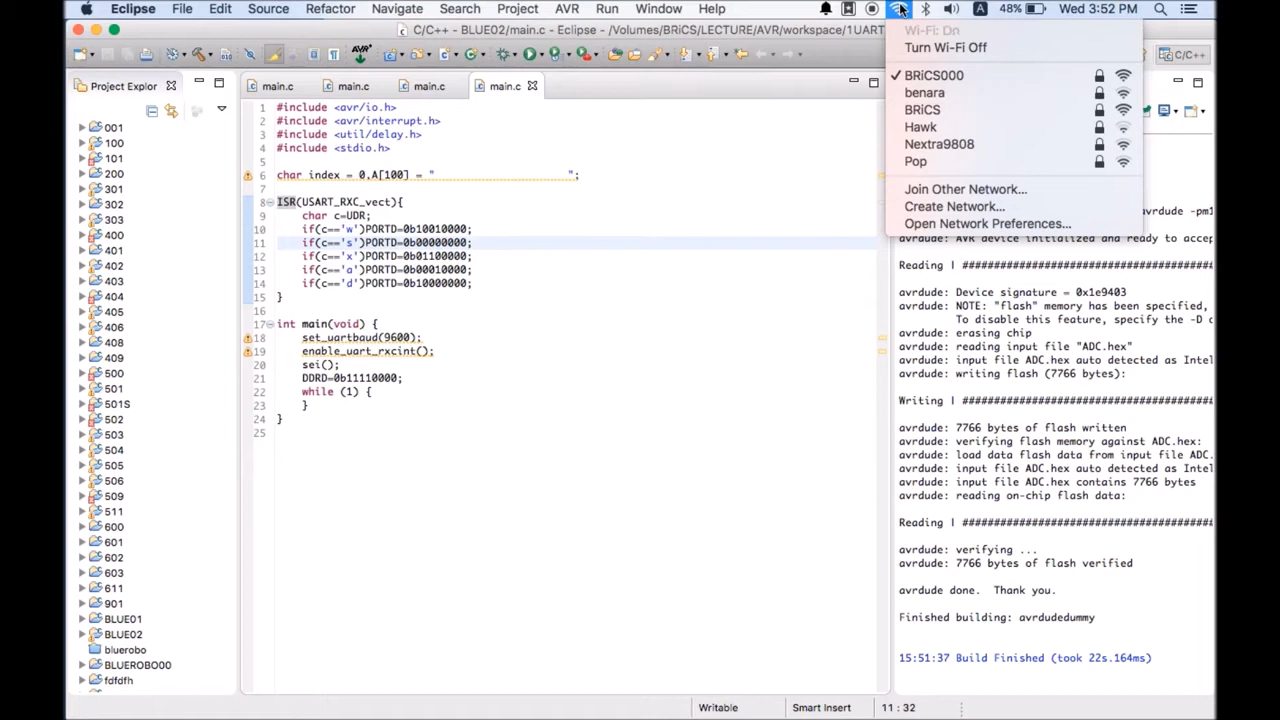 Eclipse File Edit Source Refactor Navigate Search Project AVR Run Window Help A 48% Wed 3:52 PM
C/C++ - BLUE02/main.c - Eclipse - /Volumes/BRiCS/LECTURE/AVR/workspace/1UART
AVR C/C++
Project Explor
main.c main.c main.c main.c
001
100
101
200
301
302
303
400
401
402
403
404
405
406
408
409
500
501
501S
502
503
504
505
506
509
511
600
601
602
603
611
901
BLUE01
BLUE02
bluerobo
BLUEROBO00
fdfdfh
1 #include <avr/io.h>
2 #include <avr/interrupt.h>
3 #include <util/delay.h>
4 #include <stdio.h>
5
6 char index = 0,A[100] = " ";
7
8 ISR(USART_RXC_vect){
9 char c=UDR;
10 if(c=='w')PORTD=0b10010000;
11 if(c=='s')PORTD=0b00000000;
12 if(c=='x')PORTD=0b01100000;
13 if(c=='a')PORTD=0b00010000;
14 if(c=='d')PORTD=0b10000000;
15 }
16
17 int main(void) {
18 set_uartbaud(9600);
19 enable_uart_rxcint();
20 sei();
21 DDRD=0b11110000;
22 while (1) {
23 }
24 }
25
Wi-Fi: On
Turn Wi-Fi Off
✓ BRiCS000
benara
BRiCS
Hawk
Nextra9808
Pop
Join Other Network...
Create Network...
Open Network Preferences...
avrdude -pm1
avrdude: AVR device initialized and ready to accep
Reading | ##########################################
avrdude: Device signature = 0x1e9403
avrdude: NOTE: "flash" memory has been specified,
To disable this feature, specify the -D o
avrdude: erasing chip
avrdude: reading input file "ADC.hex"
avrdude: input file ADC.hex auto detected as Intel
avrdude: writing flash (7766 bytes):
Writing | ##########################################
avrdude: 7766 bytes of flash written
avrdude: verifying flash memory against ADC.hex:
avrdude: load data flash data from input file ADC.
avrdude: input file ADC.hex auto detected as Intel
avrdude: input file ADC.hex contains 7766 bytes
avrdude: reading on-chip flash data:
Reading | ##########################################
avrdude: verifying ...
avrdude: 7766 bytes of flash verified
avrdude done. Thank you.
Finished building: avrdudedummy
15:51:37 Build Finished (took 22s.164ms)
Writable Smart Insert 11 : 32